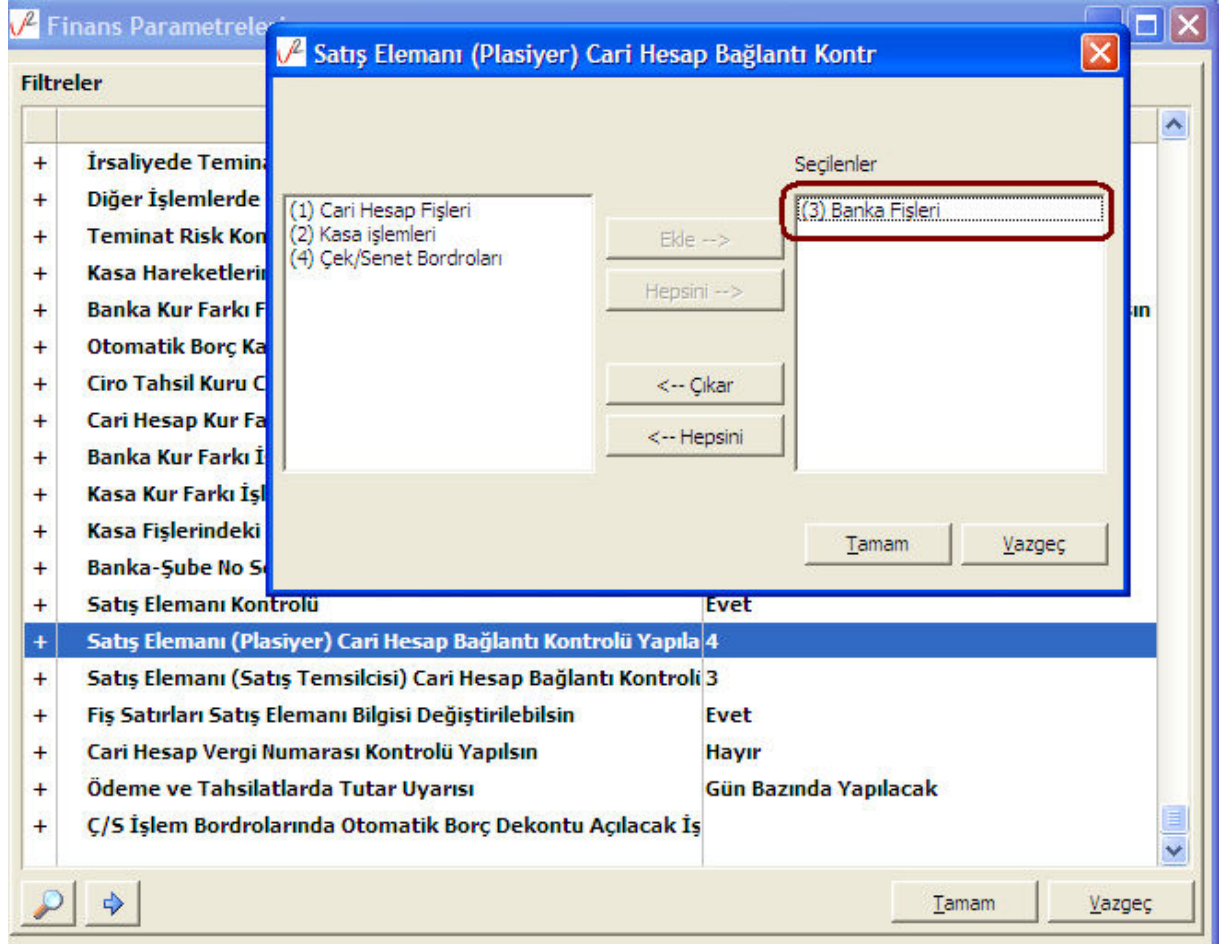 Finans Parametreleri
Satış Elemanı (Plasiyer) Cari Hesap Bağlantı Kontr
Filtreler
Seçilenler
(1) Cari Hesap Fişleri
(2) Kasa işlemleri
(4) Çek/Senet Bordroları
(3) Banka Fişleri
Ekle -->
Hepsini -->
<-- Çıkar
<-- Hepsini
Tamam
Vazgeç
+ İrsaliyede Temina
+ Diğer İşlemlerde
+ Teminat Risk Kon
+ Kasa Hareketlerin
+ Banka Kur Farkı F ın
+ Otomatik Borç Ka
+ Ciro Tahsil Kuru
+ Cari Hesap Kur Fa
+ Banka Kur Farkı İ
+ Kasa Kur Farkı İşl
+ Kasa Fişlerindeki
+ Banka-Şube No Se
+ Satış Elemanı Kontrolü Evet
+ Satış Elemanı (Plasiyer) Cari Hesap Bağlantı Kontrolü Yapıla 4
+ Satış Elemanı (Satış Temsilcisi) Cari Hesap Bağlantı Kontrolü 3
+ Fiş Satırları Satış Elemanı Bilgisi Değiştirilebilsin Evet
+ Cari Hesap Vergi Numarası Kontrolü Yapılsın Hayır
+ Ödeme ve Tahsilatlarda Tutar Uyarısı Gün Bazında Yapılacak
+ Ç/S İşlem Bordrolarında Otomatik Borç Dekontu Açılacak İş
Tamam
Vazgeç